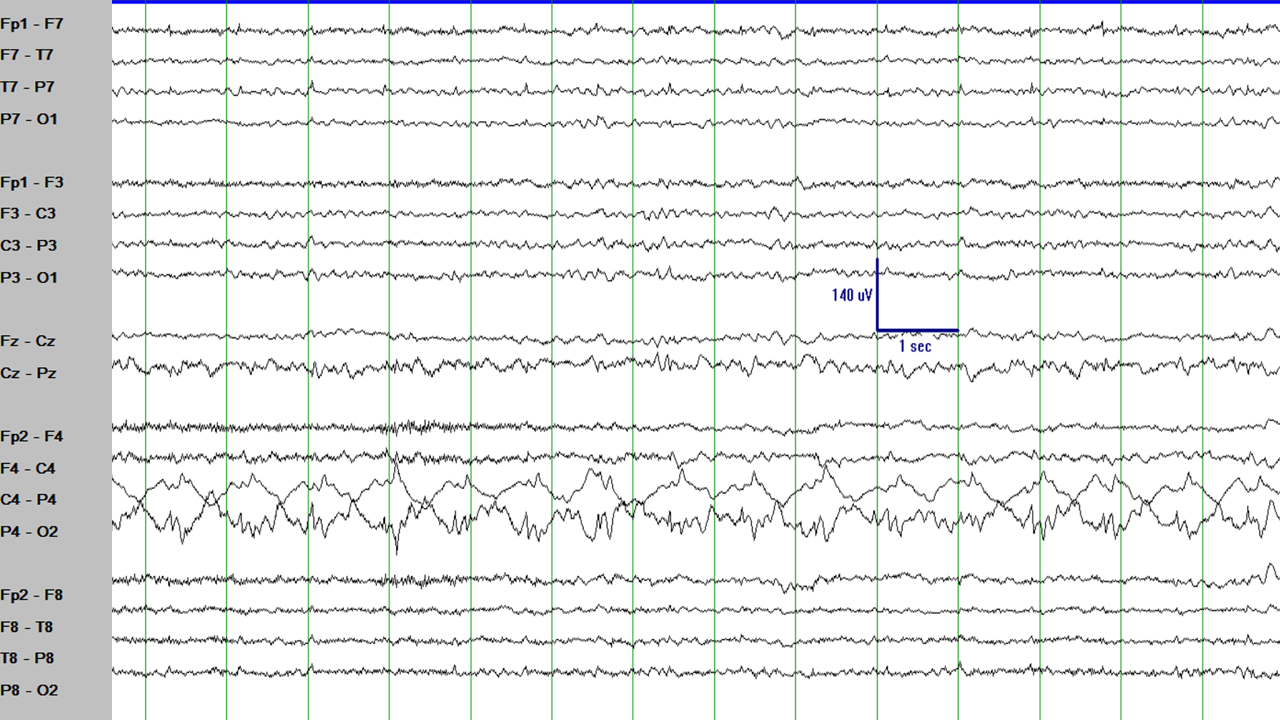 Fp1 - F7
F7 - T7
T7 - P7
P7 - O1
Fp1 - F3
F3 - C3
C3 - P3
P3 - O1
140 uV
1 sec
Fz - Cz
Cz - Pz
Fp2 - F4
F4 - C4
C4 - P4
P4 - O2
Fp2 - F8
F8 - T8
T8 - P8
P8 - O2